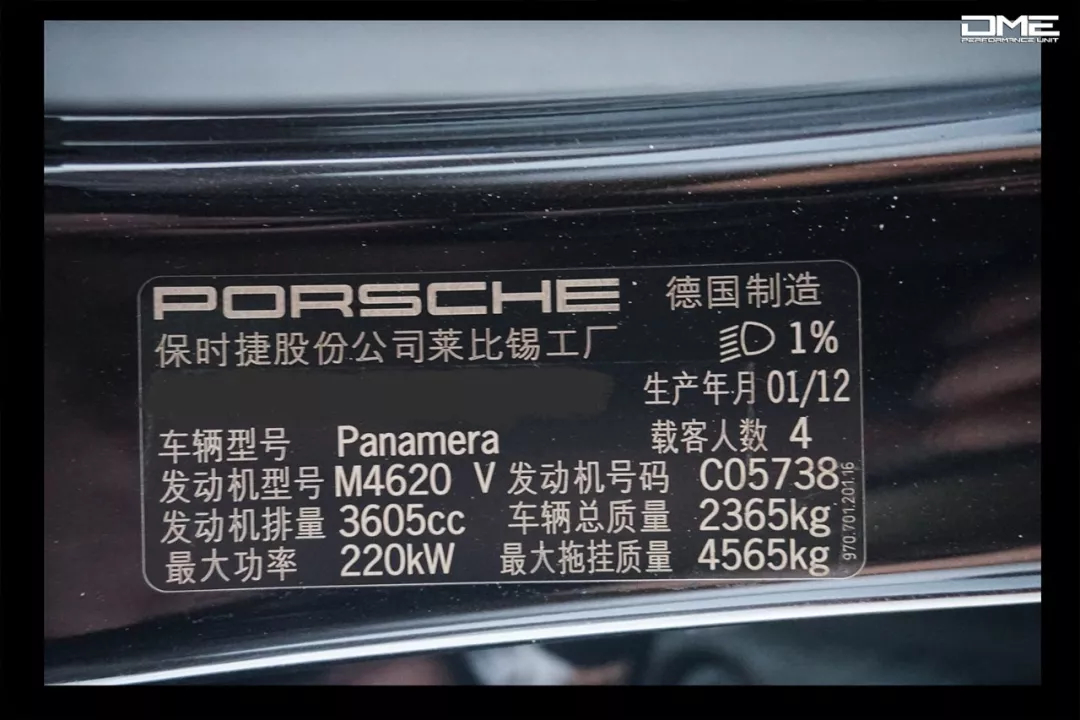 DME
PERFORMANCE UNIT
PORSCHE 德国制造
保时捷股份公司莱比锡工厂 1%
生产年月 01/12
车辆型号 Panamera 载客人数 4
发动机型号 M4620 V 发动机号码 C05738
发动机排量 3605cc 车辆总质量 2365kg
最大功率 220kW 最大拖挂质量 4565kg
970.701.201.16